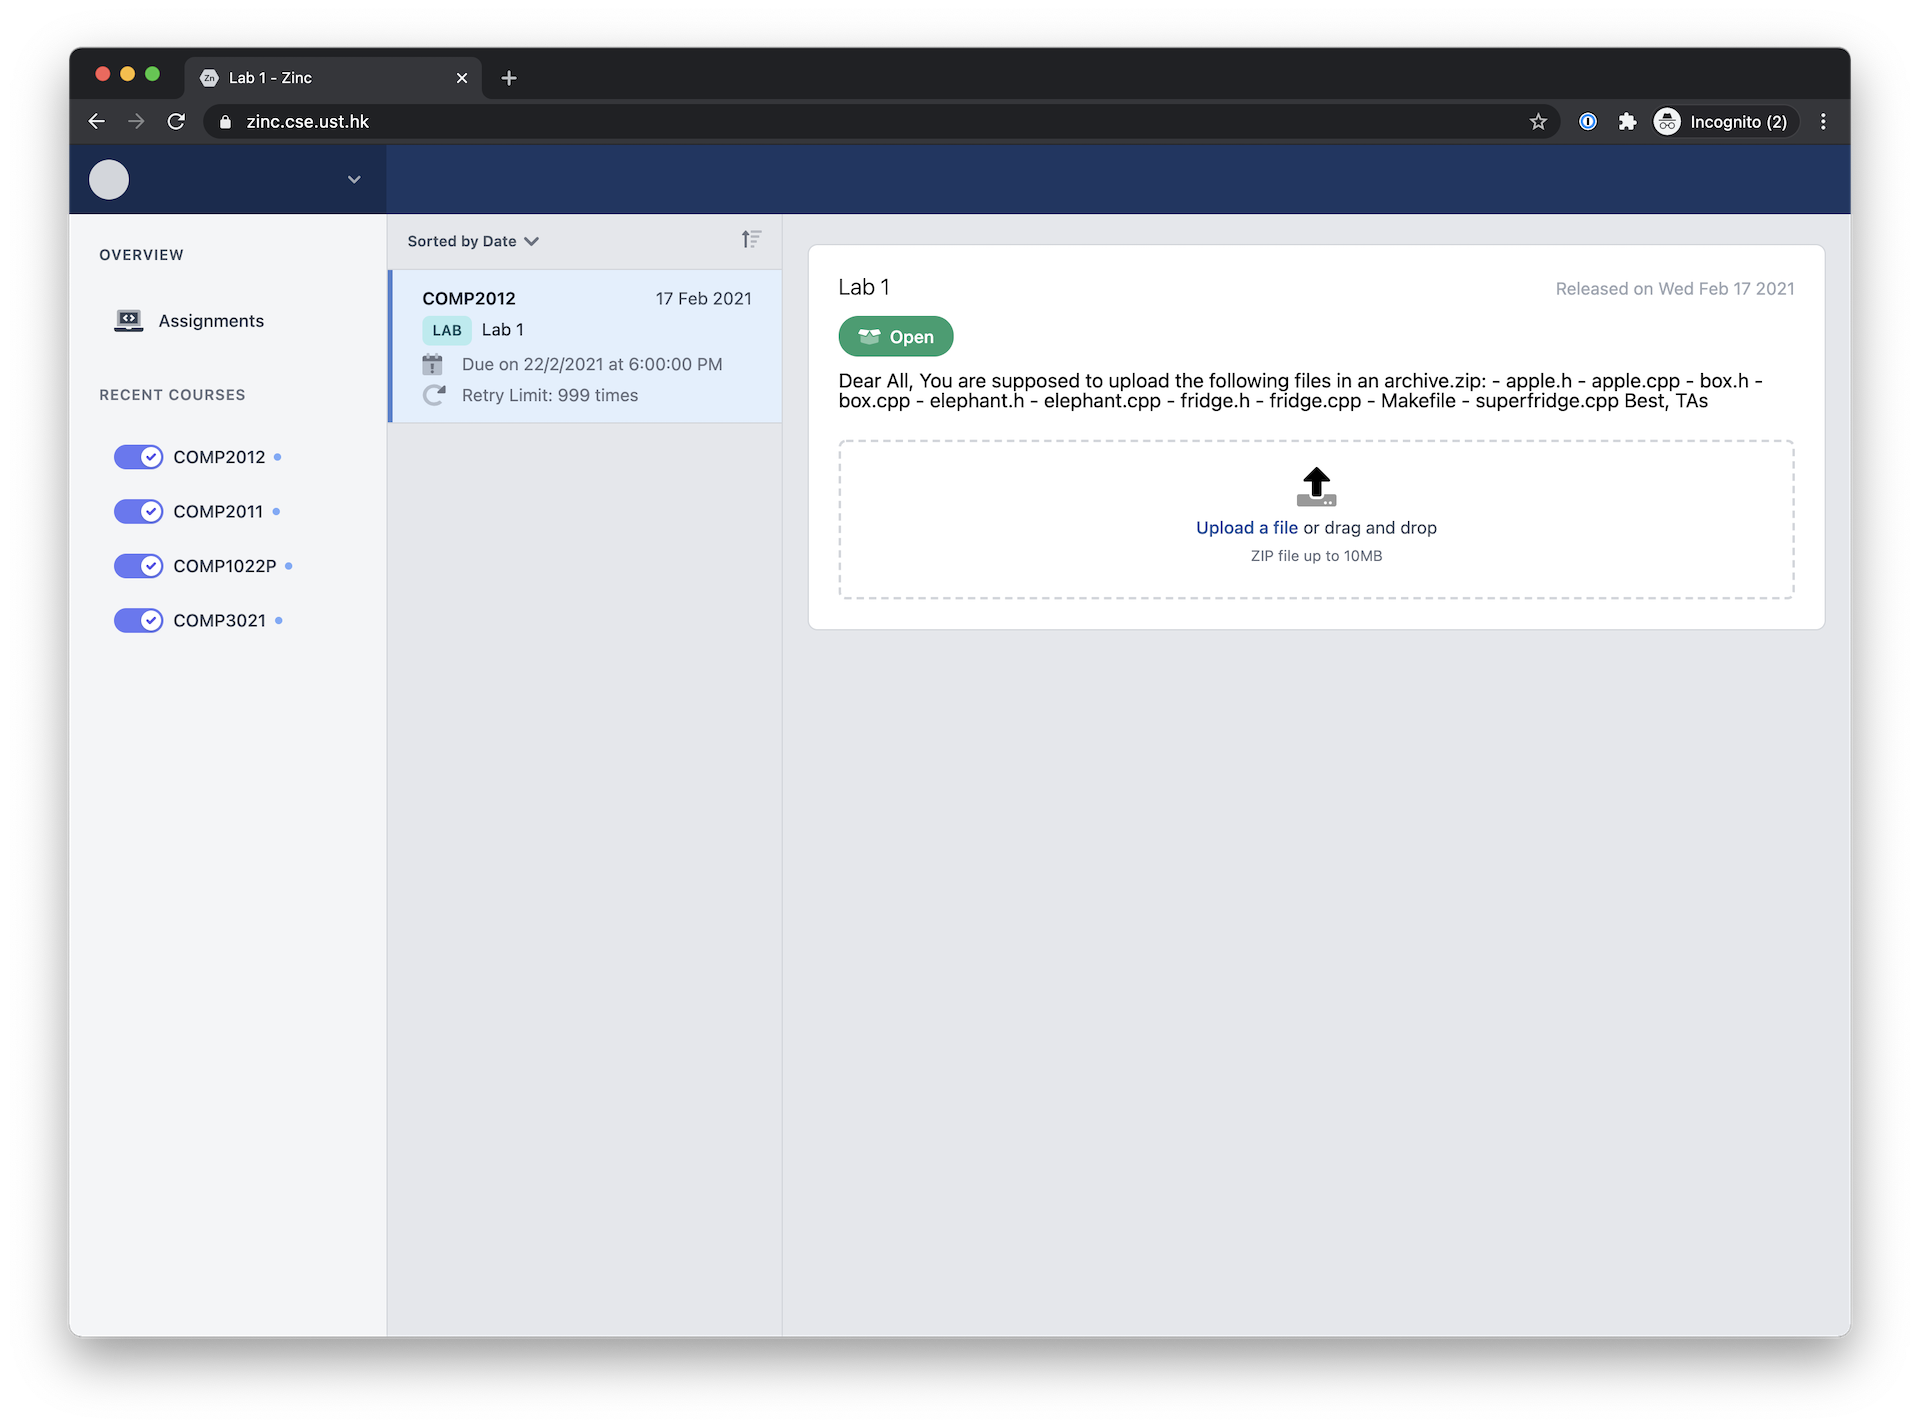 Zn Lab 1 - Zinc
zinc.cse.ust.hk
Incognito (2)
OVERVIEW
Assignments
RECENT COURSES
COMP2012
COMP2011
COMP1022P
COMP3021
Sorted by Date
COMP2012 17 Feb 2021
LAB Lab 1
Due on 22/2/2021 at 6:00:00 PM
Retry Limit: 999 times
Lab 1 Released on Wed Feb 17 2021
Open
Dear All, You are supposed to upload the following files in an archive.zip: - apple.h - apple.cpp - box.h -
box.cpp - elephant.h - elephant.cpp - fridge.h - fridge.cpp - Makefile - superfridge.cpp Best, TAs
Upload a file or drag and drop
ZIP file up to 10MB